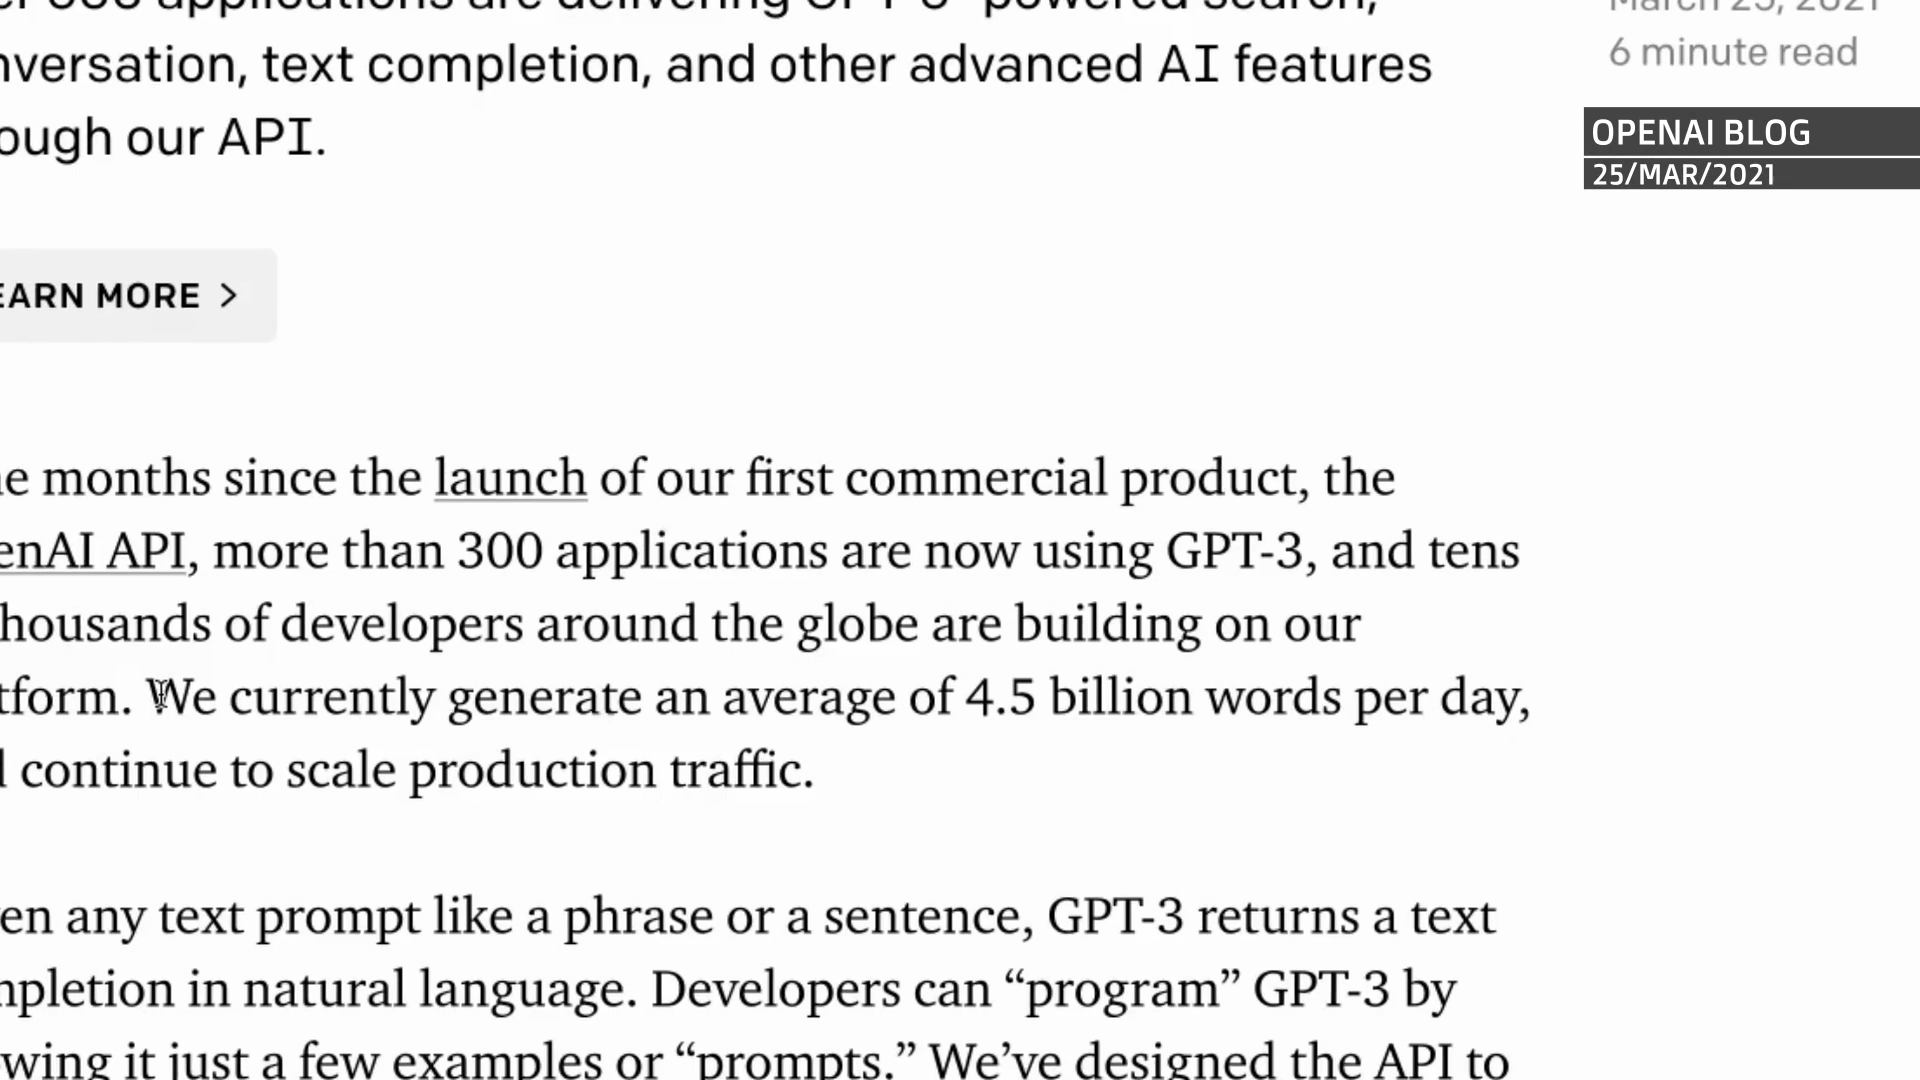 applications are delivering GPT-3 powered search,
nversation, text completion, and other advanced AI features
ough our API.
March 25, 2021
6 minute read
OPENAI BLOG
25/MAR/2021
EARN MORE >
e months since the launch of our first commercial product, the
enAI API, more than 300 applications are now using GPT-3, and tens
housands of developers around the globe are building on our
tform. We currently generate an average of 4.5 billion words per day,
continue to scale production traffic.
en any text prompt like a phrase or a sentence, GPT-3 returns a text
mpletion in natural language. Developers can “program” GPT-3 by
wing it just a few examples or “prompts.” We’ve designed the API to